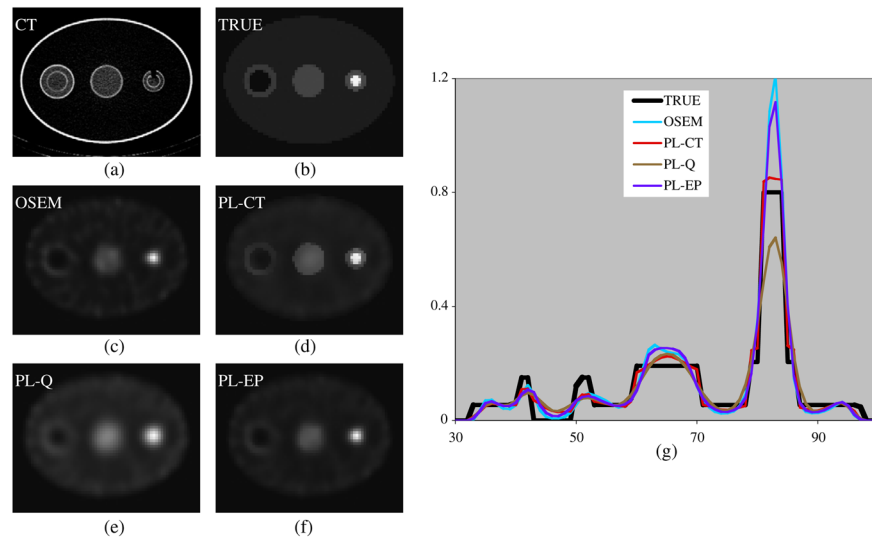 CT
TRUE
(a)
(b)
OSEM
PL-CT
(c)
(d)
PL-Q
PL-EP
(e)
(f)
1.2
0.8
0.4
0
30
50
70
90
TRUE
OSEM
PL-CT
PL-Q
PL-EP
(g)